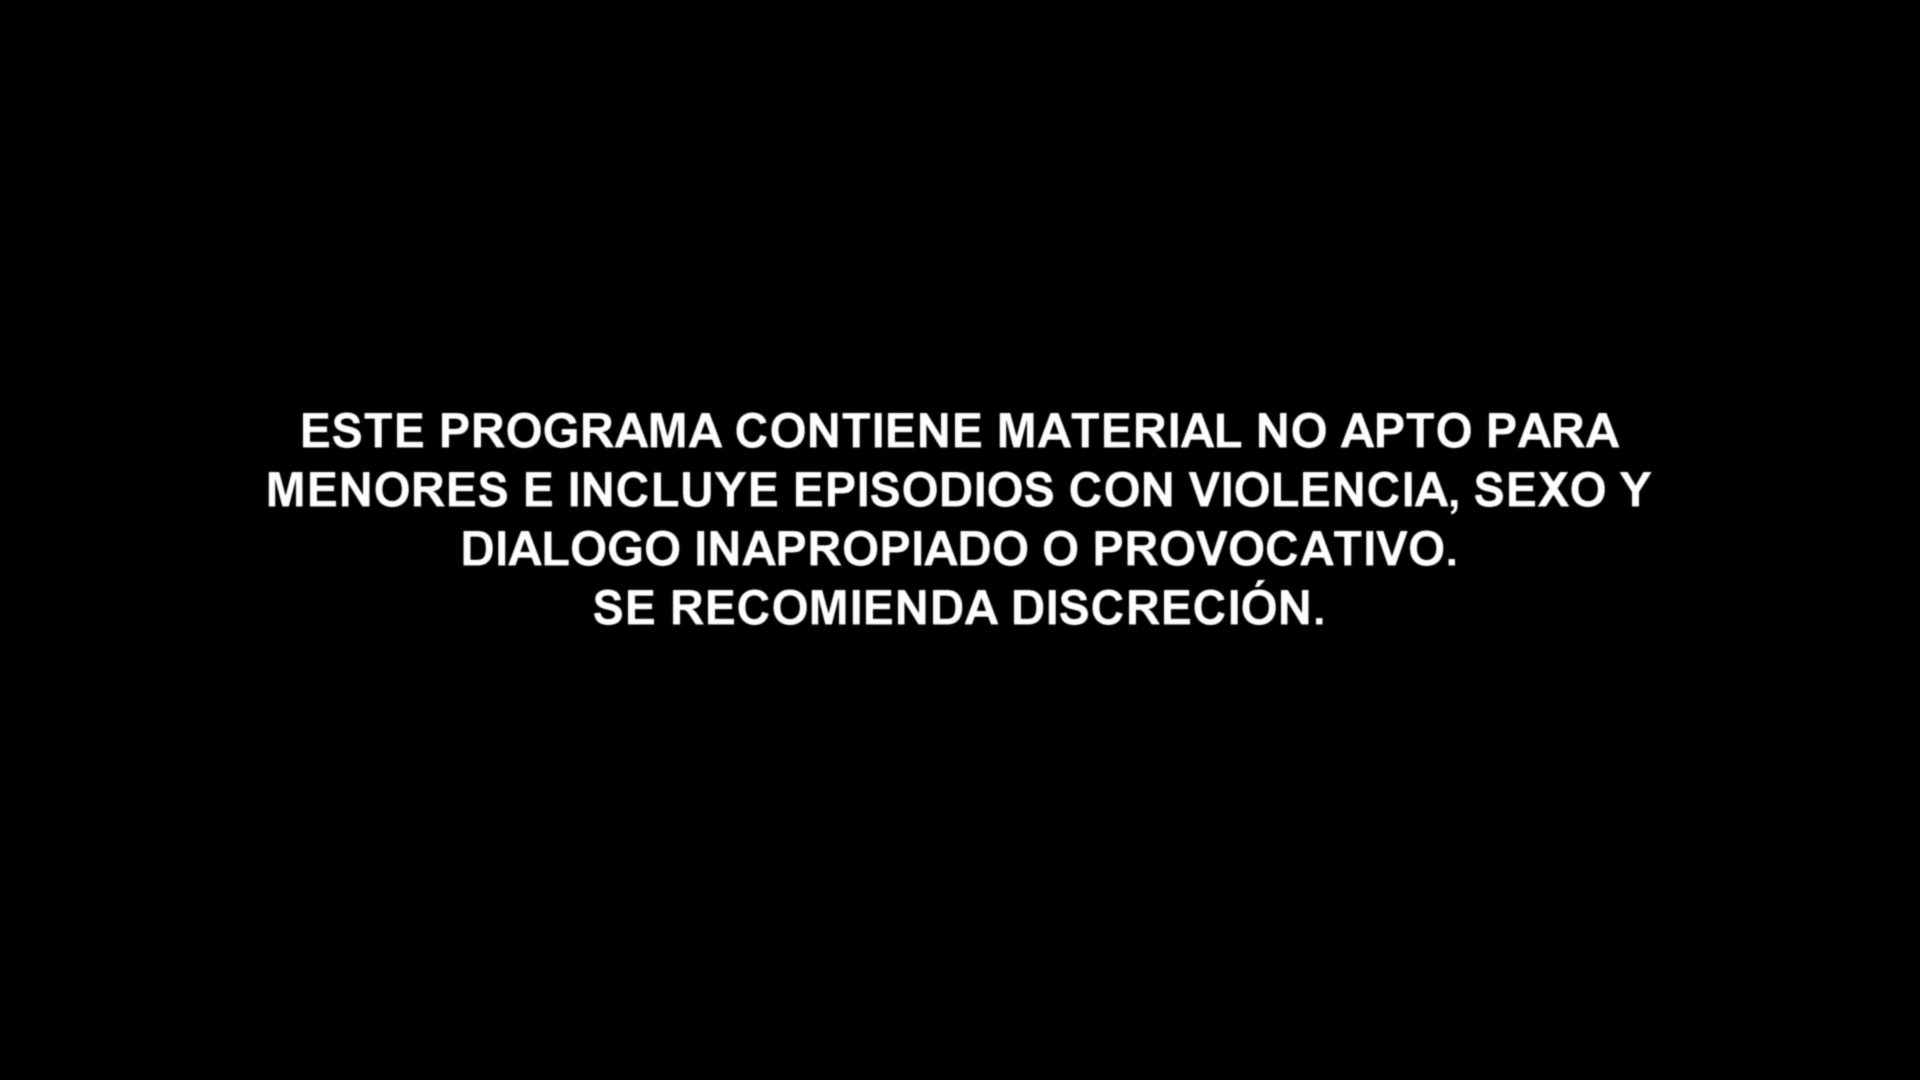 ESTE PROGRAMA CONTIENE MATERIAL NO APTO PARA
MENORES E INCLUYE EPISODIOS CON VIOLENCIA, SEXO Y
DIALOGO INAPROPIADO O PROVOCATIVO.
SE RECOMIENDA DISCRECIÓN.